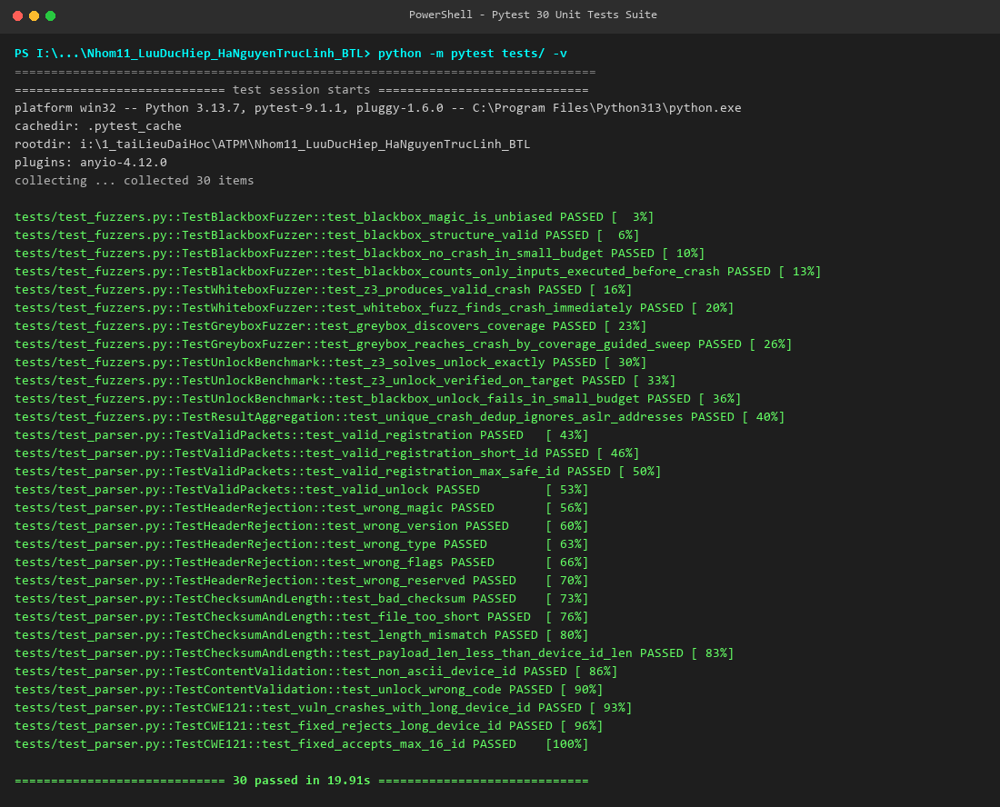 PowerShell - Pytest 30 Unit Tests Suite
PS I:\...\Nhom11_LuuDucHiep_HaNguyenTrucLinh_BTL> python -m pytest tests/ -v
================================================================================
============================= test session starts =============================
platform win32 -- Python 3.13.7, pytest-9.1.1, pluggy-1.6.0 -- C:\Program Files\Python313\python.exe
cachedir: .pytest_cache
rootdir: i:\1_taiLieuDaiHoc\ATPM\Nhom11_LuuDucHiep_HaNguyenTrucLinh_BTL
plugins: anyio-4.12.0
collecting ... collected 30 items
tests/test_fuzzers.py::TestBlackboxFuzzer::test_blackbox_magic_is_unbiased PASSED [  3%]
tests/test_fuzzers.py::TestBlackboxFuzzer::test_blackbox_structure_valid PASSED [  6%]
tests/test_fuzzers.py::TestBlackboxFuzzer::test_blackbox_no_crash_in_small_budget PASSED [ 10%]
tests/test_fuzzers.py::TestBlackboxFuzzer::test_blackbox_counts_only_inputs_executed_before_crash PASSED [ 13%]
tests/test_fuzzers.py::TestWhiteboxFuzzer::test_z3_produces_valid_crash PASSED [ 16%]
tests/test_fuzzers.py::TestWhiteboxFuzzer::test_whitebox_fuzz_finds_crash_immediately PASSED [ 20%]
tests/test_fuzzers.py::TestGreyboxFuzzer::test_greybox_discovers_coverage PASSED [ 23%]
tests/test_fuzzers.py::TestGreyboxFuzzer::test_greybox_reaches_crash_by_coverage_guided_sweep PASSED [ 26%]
tests/test_fuzzers.py::TestUnlockBenchmark::test_z3_solves_unlock_exactly PASSED [ 30%]
tests/test_fuzzers.py::TestUnlockBenchmark::test_z3_unlock_verified_on_target PASSED [ 33%]
tests/test_fuzzers.py::TestUnlockBenchmark::test_blackbox_unlock_fails_in_small_budget PASSED [ 36%]
tests/test_fuzzers.py::TestResultAggregation::test_unique_crash_dedup_ignores_aslr_addresses PASSED [ 40%]
tests/test_parser.py::TestValidPackets::test_valid_registration PASSED   [ 43%]
tests/test_parser.py::TestValidPackets::test_valid_registration_short_id PASSED [ 46%]
tests/test_parser.py::TestValidPackets::test_valid_registration_max_safe_id PASSED [ 50%]
tests/test_parser.py::TestValidPackets::test_valid_unlock PASSED         [ 53%]
tests/test_parser.py::TestHeaderRejection::test_wrong_magic PASSED       [ 56%]
tests/test_parser.py::TestHeaderRejection::test_wrong_version PASSED     [ 60%]
tests/test_parser.py::TestHeaderRejection::test_wrong_type PASSED        [ 63%]
tests/test_parser.py::TestHeaderRejection::test_wrong_flags PASSED       [ 66%]
tests/test_parser.py::TestHeaderRejection::test_wrong_reserved PASSED    [ 70%]
tests/test_parser.py::TestChecksumAndLength::test_bad_checksum PASSED    [ 73%]
tests/test_parser.py::TestChecksumAndLength::test_file_too_short PASSED  [ 76%]
tests/test_parser.py::TestChecksumAndLength::test_length_mismatch PASSED [ 80%]
tests/test_parser.py::TestChecksumAndLength::test_payload_len_less_than_device_id_len PASSED [ 83%]
tests/test_parser.py::TestContentValidation::test_non_ascii_device_id PASSED [ 86%]
tests/test_parser.py::TestContentValidation::test_unlock_wrong_code PASSED [ 90%]
tests/test_parser.py::TestCWE121::test_vuln_crashes_with_long_device_id PASSED [ 93%]
tests/test_parser.py::TestCWE121::test_fixed_rejects_long_device_id PASSED [ 96%]
tests/test_parser.py::TestCWE121::test_fixed_accepts_max_16_id PASSED    [100%]
============================= 30 passed in 19.91s =============================